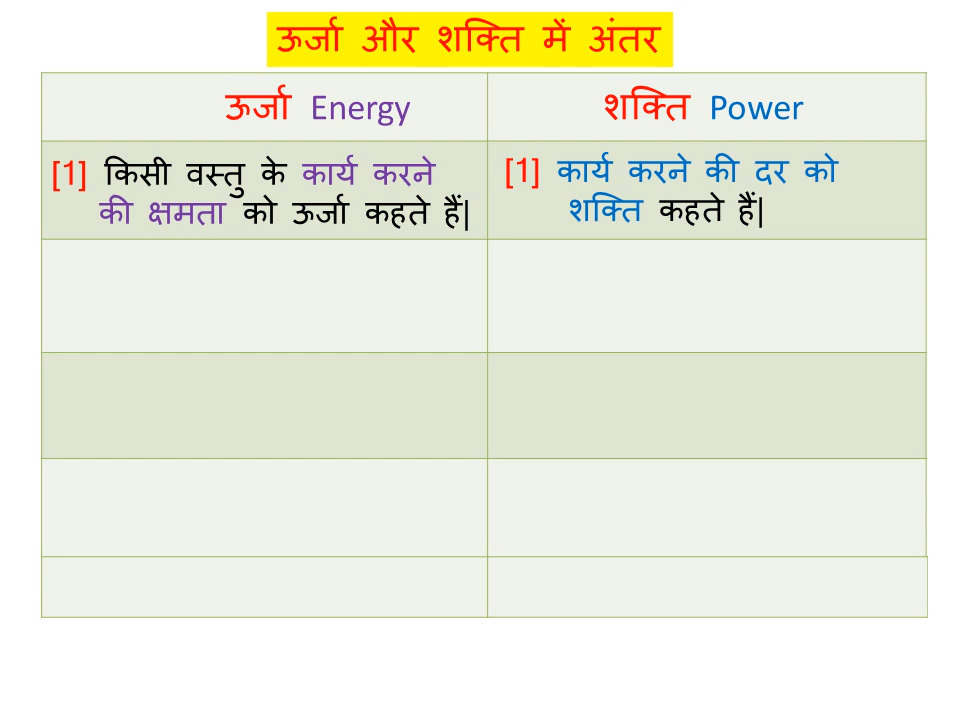 ऊर्जा और शक्ति में अंतर
ऊर्जा Energy
शक्ति Power
[1] किसी वस्तु के कार्य करने
की क्षमता को ऊर्जा कहते हैं|
[1] कार्य करने की दर को
शक्ति कहते हैं|